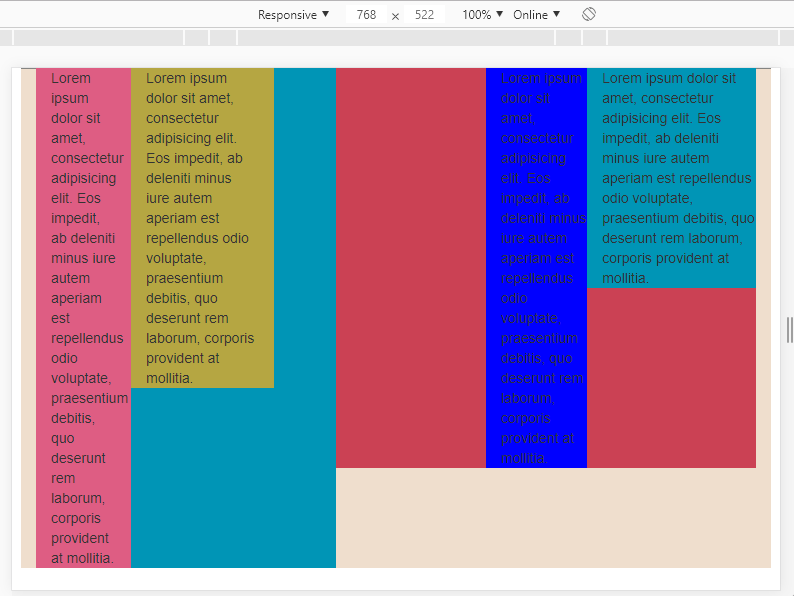 Responsive ▼ 768 × 522 100% ▼ Online ▼
Lorem
ipsum
dolor sit
amet,
consectetur
adipisicing
elit. Eos
impedit,
ab deleniti
minus iure
autem
aperiam
est
repellendus
odio
voluptate,
praesentium
debitis,
quo
deserunt
rem
laborum,
corporis
provident
at mollitia.
Lorem ipsum
dolor sit amet,
consectetur
adipisicing elit.
Eos impedit, ab
deleniti minus
iure autem
aperiam est
repellendus odio
voluptate,
praesentium
debitis, quo
deserunt rem
laborum, corporis
provident at
mollitia.
Lorem ipsum
dolor sit
amet,
consectetur
adipisicing
elit. Eos
impedit, ab
deleniti minus
iure autem
aperiam est
repellendus
odio
voluptate,
praesentium
debitis, quo
deserunt rem
laborum,
corporis
provident at
mollitia.
Lorem ipsum dolor sit
amet, consectetur
adipisicing elit. Eos
impedit, ab deleniti
minus iure autem
aperiam est repellendus
odio voluptate,
praesentium debitis, quo
deserunt rem laborum,
corporis provident at
mollitia.